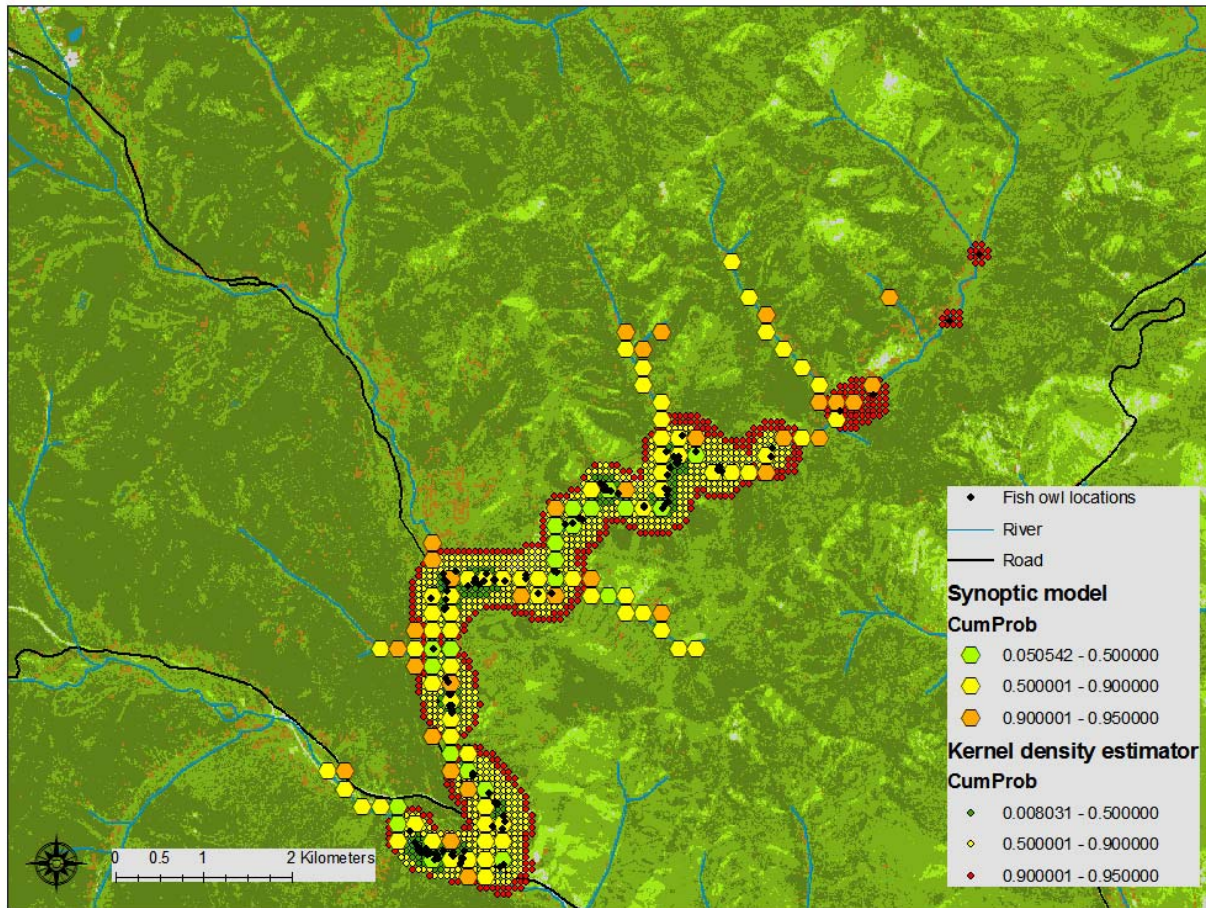 Fish owl locations
River
Road
Synoptic model
CumProb
0.050542 - 0.500000
0.500001 - 0.900000
0.900001 - 0.950000
Kernel density estimator
CumProb
0.008031 - 0.500000
0.500001 - 0.900000
0.900001 - 0.950000
0 0.5 1 2 Kilometers